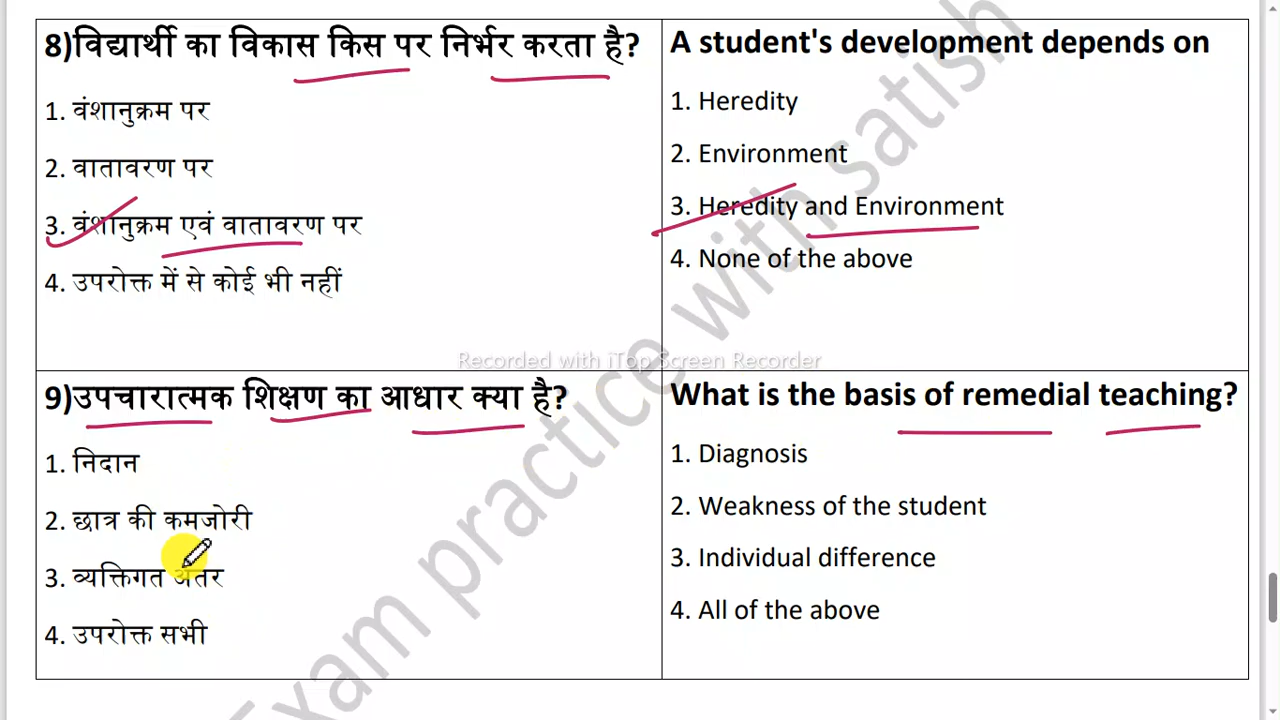 8)विद्यार्थी का विकास किस पर निर्भर करता है?
1. वंशानुक्रम पर
2. वातावरण पर
3. वंशानुक्रम एवं वातावरण पर
4. उपरोक्त में से कोई भी नहीं
A student's development depends on
1. Heredity
2. Environment
3. Heredity and Environment
4. None of the above
Recorded with iTop Screen Recorder
9)उपचारात्मक शिक्षण का आधार क्या है?
1. निदान
2. छात्र की कमजोरी
3. व्यक्तिगत अंतर
4. उपरोक्त सभी
What is the basis of remedial teaching?
1. Diagnosis
2. Weakness of the student
3. Individual difference
4. All of the above
Exam practice with satish